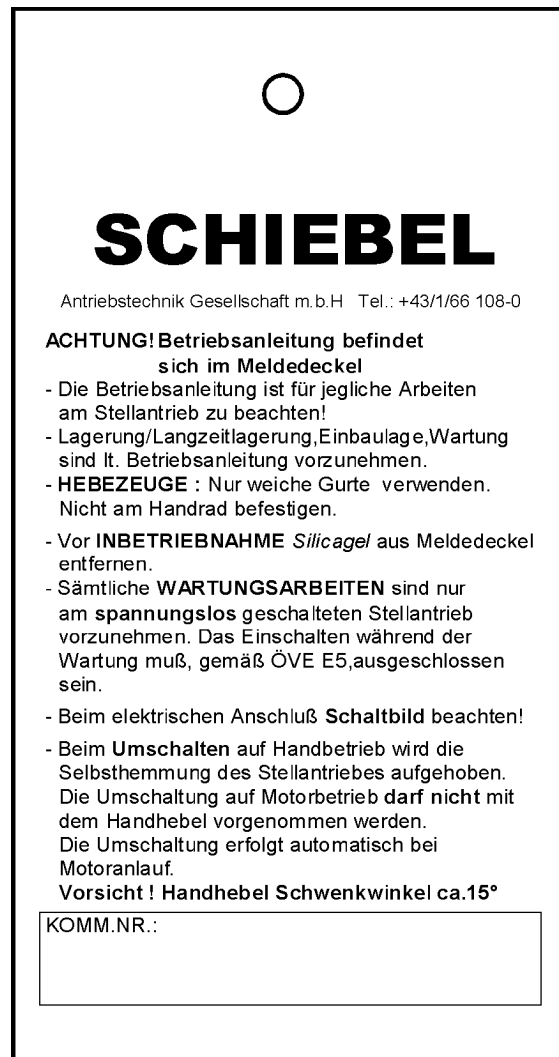 SCHIEBEL
Antriebstechnik Gesellschaft m.b.H Tel.: +43/1/66 108-0
ACHTUNG! Betriebsanleitung befindet
sich im Meldedeckel
- Die Betriebsanleitung ist für jegliche Arbeiten
am Stellantrieb zu beachten!
- Lagerung/Langzeitlagerung,Einbaulage,Wartung
sind lt. Betriebsanleitung vorzunehmen.
- HEBEZEUGE : Nur weiche Gurte verwenden.
Nicht am Handrad befestigen.
- Vor INBETRIEBNAHME Silicagel aus Meldedeckel
entfernen.
- Sämtliche WARTUNGSARBEITEN sind nur
am spannungslos geschalteten Stellantrieb
vorzunehmen. Das Einschalten während der
Wartung muß, gemäß ÖVE E5,ausgeschlossen
sein.
- Beim elektrischen Anschluß Schaltbild beachten!
- Beim Umschalten auf Handbetrieb wird die
Selbsthemmung des Stellantriebes aufgehoben.
Die Umschaltung auf Motorbetrieb darf nicht mit
dem Handhebel vorgenommen werden.
Die Umschaltung erfolgt automatisch bei
Motoranlauf.
Vorsicht ! Handhebel Schwenkwinkel ca.15°
KOMM.NR.: